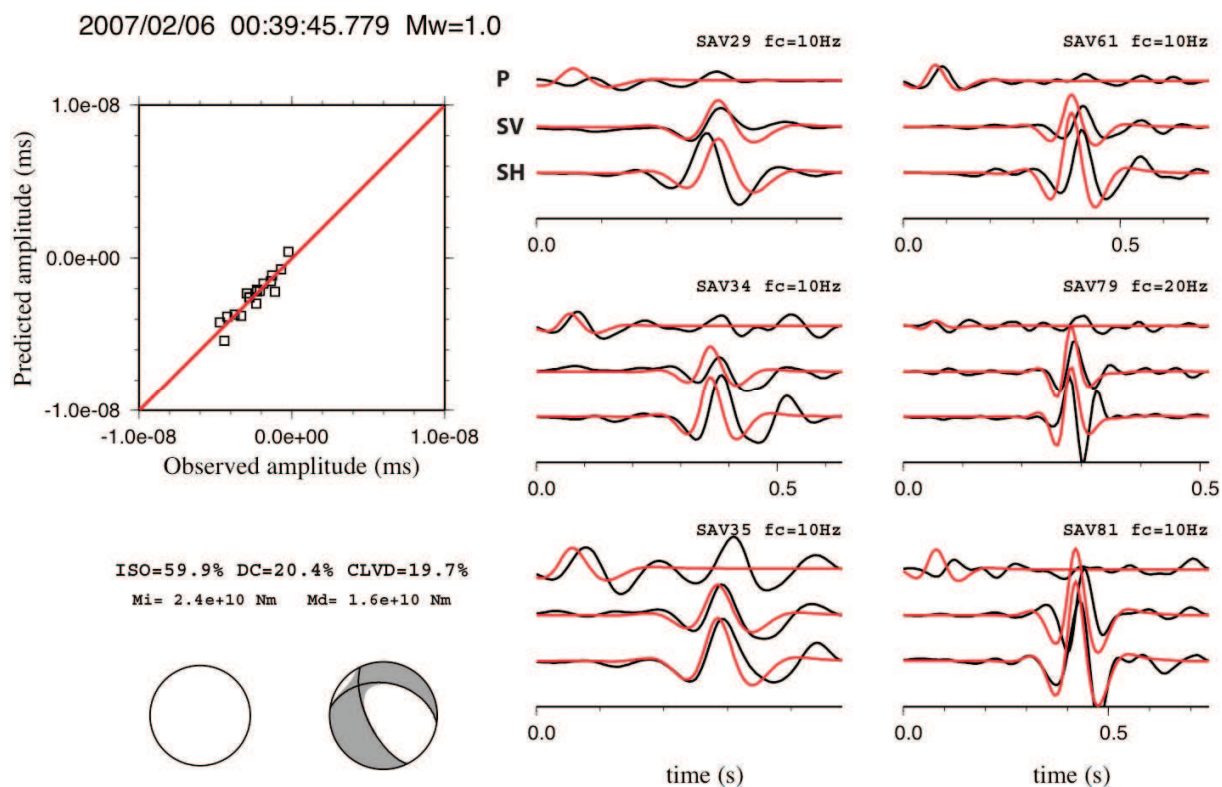 2007/02/06 00:39:45.779 Mw=1.0
1.0e-08
0.0e+00
-1.0e-08
-1.0e-08 0.0e+00 1.0e-08
Predicted amplitude (ms)
Observed amplitude (ms)
ISO=59.9% DC=20.4% CLVD=19.7%
Mi= 2.4e+10 Nm Md= 1.6e+10 Nm
SAV29 fc=10Hz
P
SV
SH
0.0
SAV61 fc=10Hz
0.0 0.5
SAV34 fc=10Hz
0.0 0.5
SAV79 fc=20Hz
0.0 0.5
SAV35 fc=10Hz
0.0
time (s)
SAV81 fc=10Hz
0.0 0.5
time (s)